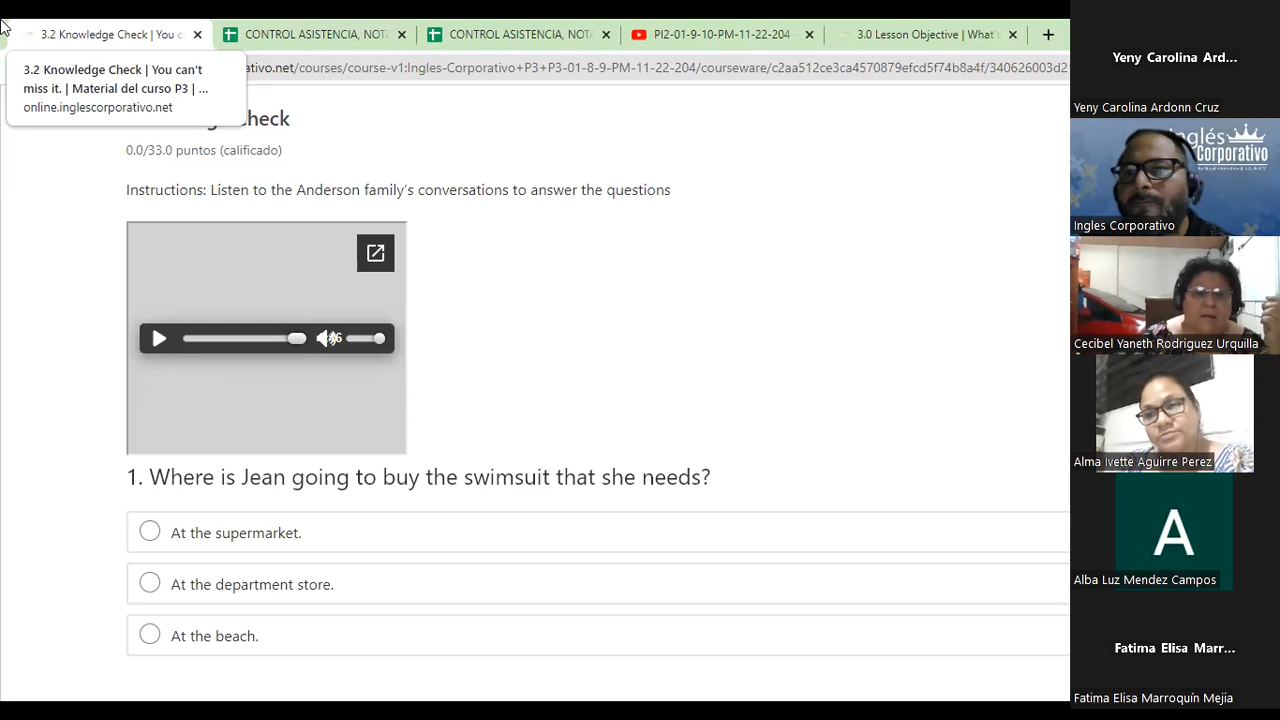 3.2 Knowledge Check | You c
CONTROL ASISTENCIA, NOTA
CONTROL ASISTENCIA, NOTA
PI2-01-9-10-PM-11-22-204
3.0 Lesson Objective | What's
3.2 Knowledge Check | You can't
miss it. | Material del curso P3 | ...
online.inglescorporativo.net
ativo.net/courses/course-v1:Ingles-Corporativo+P3+P3-01-8-9-PM-11-22-204/courseware/c2aa512ce3ca4570879efcd5f74b8a4f/340626003d21
heck
0.0/33.0 puntos (calificado)
Instructions: Listen to the Anderson family's conversations to answer the questions
1. Where is Jean going to buy the swimsuit that she needs?
At the supermarket.
At the department store.
At the beach.
Yeny Carolina Ard...
Yeny Carolina Ardonn Cruz
inglés
Corporativo
Ingles Corporativo
Cecibel Yaneth Rodriguez Urquilla
Alma Ivette Aguirre Perez
A
Alba Luz Mendez Campos
Fatima Elisa Marr...
Fatima Elisa Marroquín Mejia